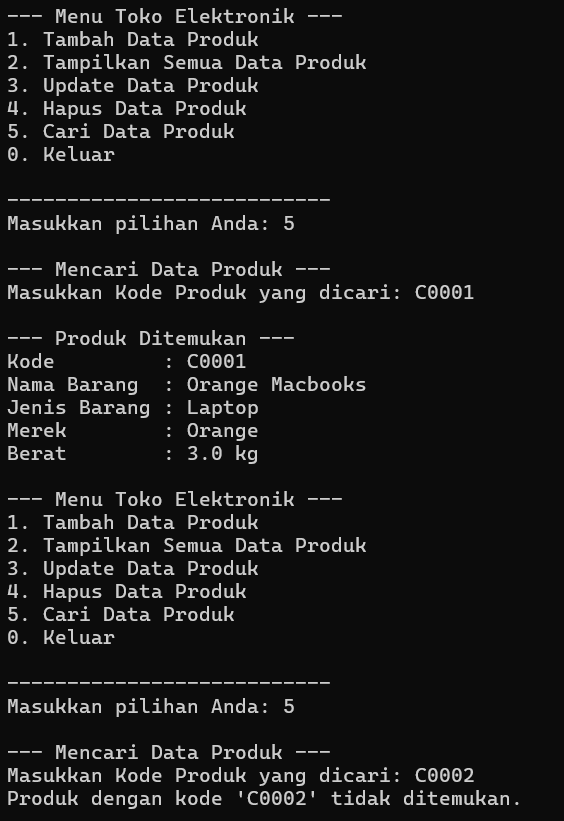 --- Menu Toko Elektronik ---
1. Tambah Data Produk
2. Tampilkan Semua Data Produk
3. Update Data Produk
4. Hapus Data Produk
5. Cari Data Produk
0. Keluar
---------------------------
Masukkan pilihan Anda: 5
--- Mencari Data Produk ---
Masukkan Kode Produk yang dicari: C0001
--- Produk Ditemukan ---
Kode         : C0001
Nama Barang  : Orange Macbooks
Jenis Barang : Laptop
Merek        : Orange
Berat        : 3.0 kg
--- Menu Toko Elektronik ---
1. Tambah Data Produk
2. Tampilkan Semua Data Produk
3. Update Data Produk
4. Hapus Data Produk
5. Cari Data Produk
0. Keluar
---------------------------
Masukkan pilihan Anda: 5
--- Mencari Data Produk ---
Masukkan Kode Produk yang dicari: C0002
Produk dengan kode 'C0002' tidak ditemukan.